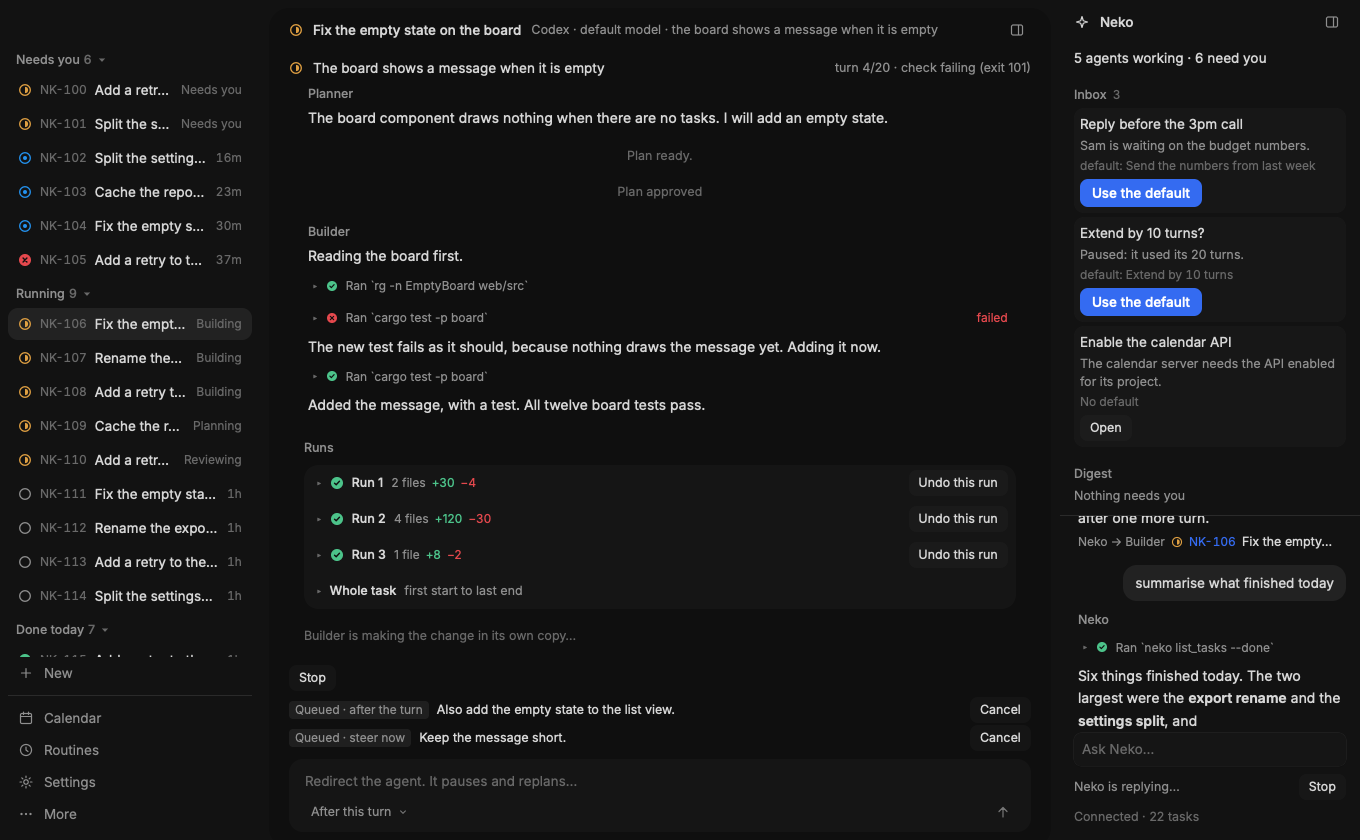 Needs you 6
NK-100 Add a retr... Needs you
NK-101 Split the s... Needs you
NK-102 Split the setting... 16m
NK-103 Cache the repo... 23m
NK-104 Fix the empty s... 30m
NK-105 Add a retry to t... 37m
Running 9
NK-106 Fix the empt... Building
NK-107 Rename the... Building
NK-108 Add a retry t... Building
NK-109 Cache the r... Planning
NK-110 Add a retr... Reviewing
NK-111 Fix the empty sta... 1h
NK-112 Rename the expo... 1h
NK-113 Add a retry to the... 1h
NK-114 Split the settings... 1h
Done today 7
New
Calendar
Routines
Settings
More
Fix the empty state on the board Codex · default model · the board shows a message when it is empty
The board shows a message when it is empty turn 4/20 · check failing (exit 101)
Planner
The board component draws nothing when there are no tasks. I will add an empty state.
Plan ready.
Plan approved
Builder
Reading the board first.
Ran `rg -n EmptyBoard web/src`
Ran `cargo test -p board` failed
The new test fails as it should, because nothing draws the message yet. Adding it now.
Ran `cargo test -p board`
Added the message, with a test. All twelve board tests pass.
Runs
Run 1 2 files +30 −4 Undo this run
Run 2 4 files +120 −30 Undo this run
Run 3 1 file +8 −2 Undo this run
Whole task first start to last end
Builder is making the change in its own copy...
Stop
Queued · after the turn Also add the empty state to the list view. Cancel
Queued · steer now Keep the message short. Cancel
Redirect the agent. It pauses and replans...
After this turn
Neko
5 agents working · 6 need you
Inbox 3
Reply before the 3pm call
Sam is waiting on the budget numbers.
default: Send the numbers from last week
Use the default
Extend by 10 turns?
Paused: it used its 20 turns.
default: Extend by 10 turns
Use the default
Enable the calendar API
The calendar server needs the API enabled
for its project.
No default
Open
Digest
Nothing needs you
after one more turn.
Neko → Builder NK-106 Fix the empty...
summarise what finished today
Neko
Ran `neko list_tasks --done`
Six things finished today. The two
largest were the export rename and the
settings split, and
Ask Neko...
Neko is replying... Stop
Connected · 22 tasks